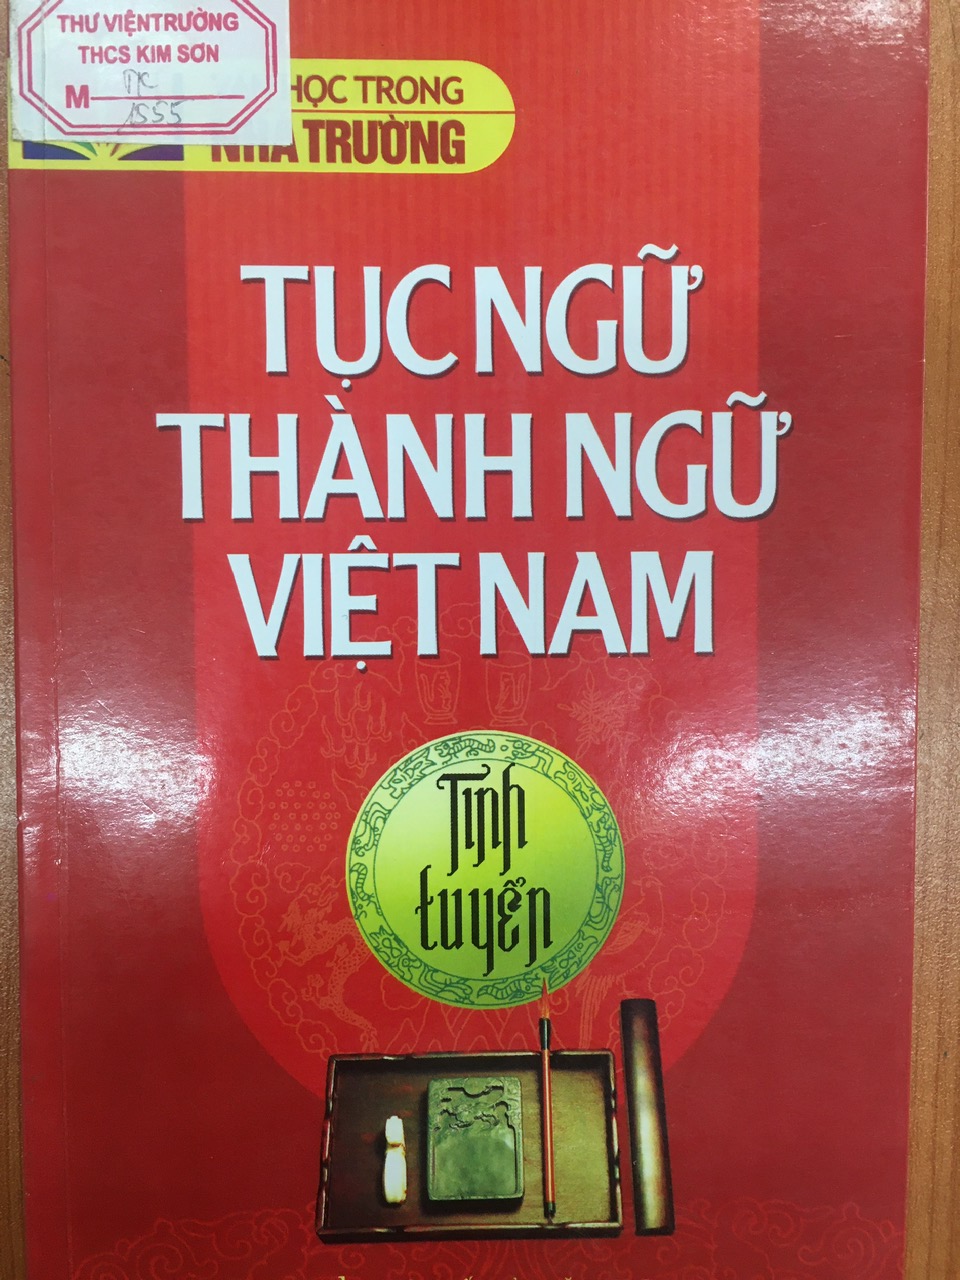 THƯ VIỆN TRƯỜNG
THCS KIM SƠN
M
1555
HỌC TRONG
NHÀ TRƯỜNG
TỤC NGỮ
THÀNH NGỮ
VIỆT NAM
Tinh
tuyển